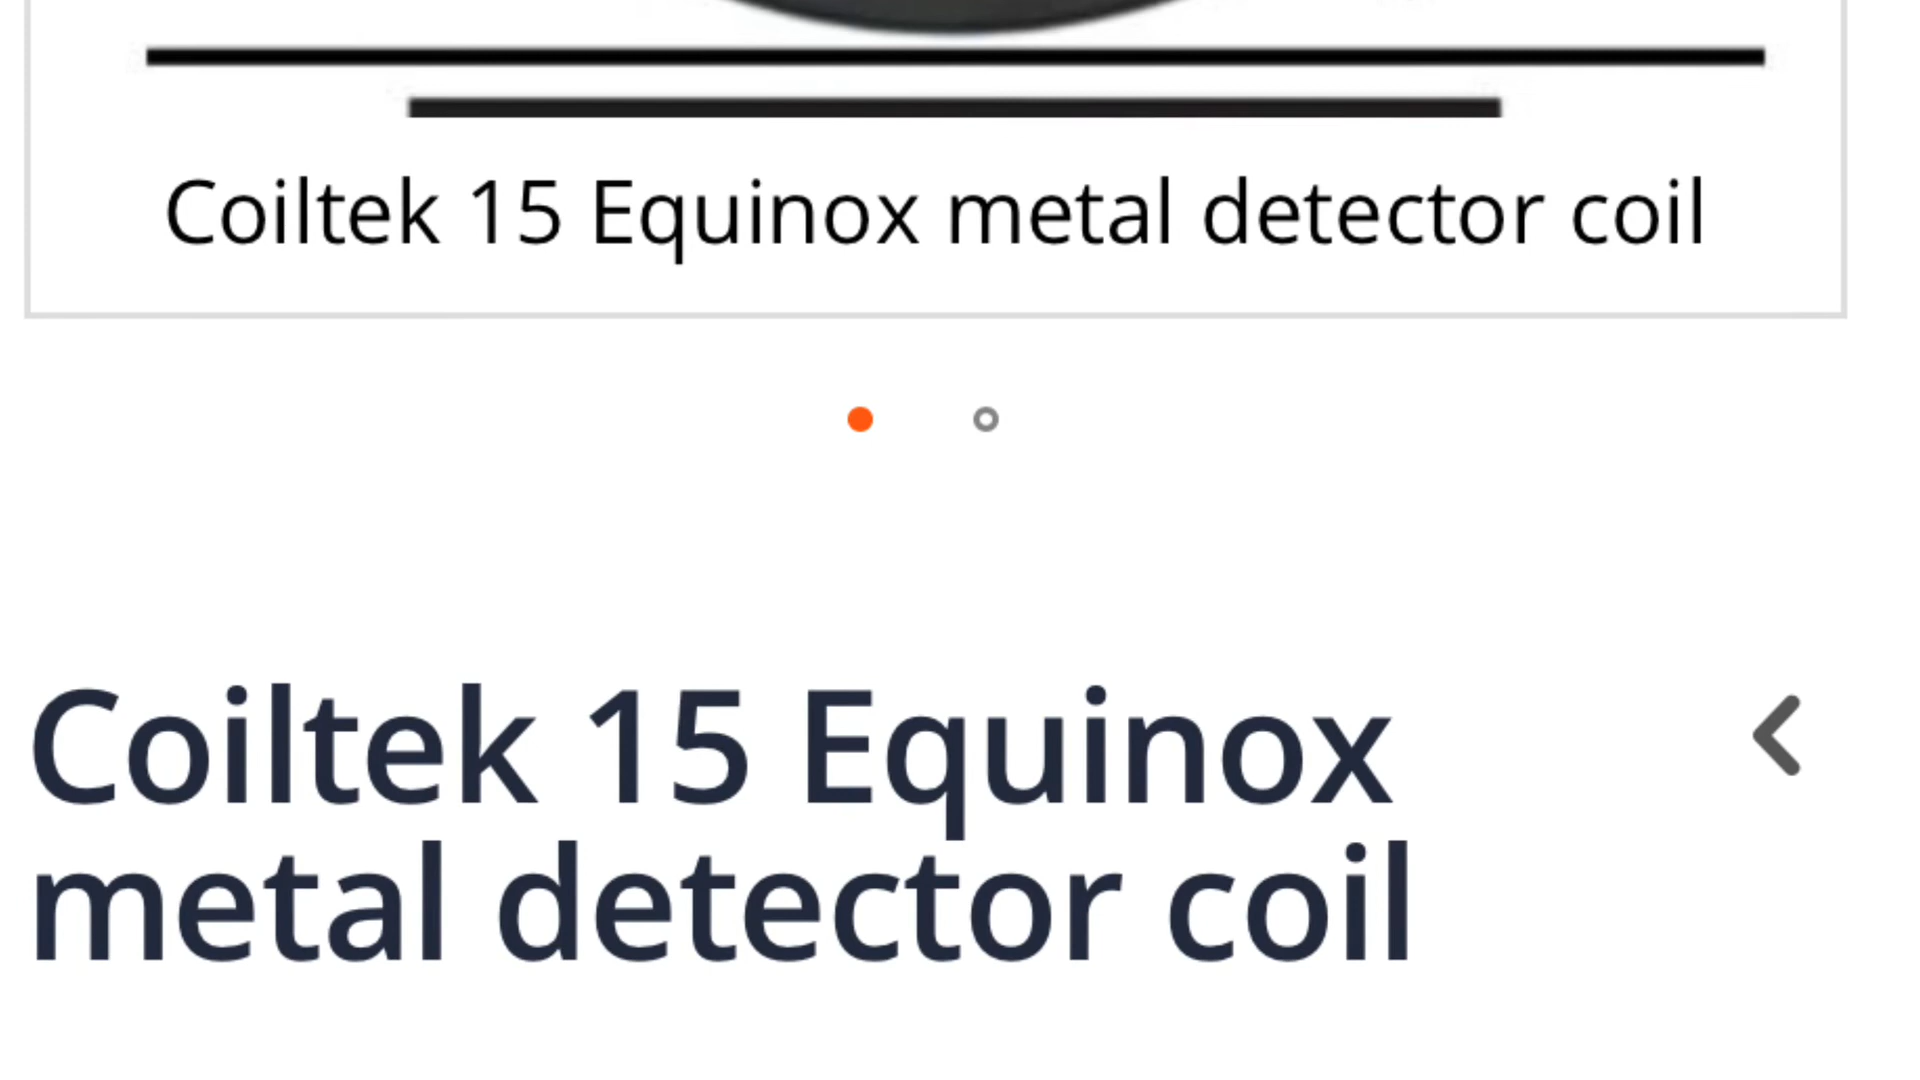 Coiltek 15 Equinox metal detector coil
Coiltek 15 Equinox
metal detector coil